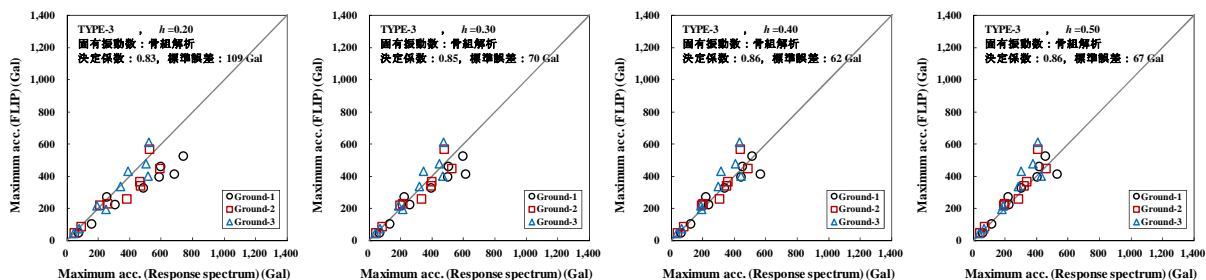 TYPE-3 , h=0.20
固有振動数：骨組解析
決定係数：0.83，標準誤差：109 Gal
Maximum acc. (FLIP) (Gal)
1,400
1,200
1,000
800
600
400
200
0
0 200 400 600 800 1,000 1,200 1,400
Ground-1
Ground-2
Ground-3
Maximum acc. (Response spectrum) (Gal)
TYPE-3 , h=0.30
固有振動数：骨組解析
決定係数：0.85，標準誤差：70 Gal
Maximum acc. (FLIP) (Gal)
1,400
1,200
1,000
800
600
400
200
0
0 200 400 600 800 1,000 1,200 1,400
Ground-1
Ground-2
Ground-3
Maximum acc. (Response spectrum) (Gal)
TYPE-3 , h=0.40
固有振動数：骨組解析
決定係数：0.86，標準誤差：62 Gal
Maximum acc. (FLIP) (Gal)
1,400
1,200
1,000
800
600
400
200
0
0 200 400 600 800 1,000 1,200 1,400
Ground-1
Ground-2
Ground-3
Maximum acc. (Response spectrum) (Gal)
TYPE-3 , h=0.50
固有振動数：骨組解析
決定係数：0.86，標準誤差：67 Gal
Maximum acc. (FLIP) (Gal)
1,400
1,200
1,000
800
600
400
200
0
0 200 400 600 800 1,000 1,200 1,400
Ground-1
Ground-2
Ground-3
Maximum acc. (Response spectrum) (Gal)